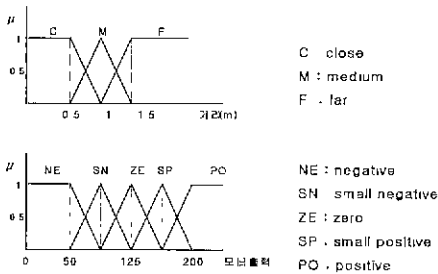 μ
C M F
1
0 5
0 5 1 1 5 거리(m)
C close
M : medium
F . far
μ
NE SN ZE SP PO
1
0 5
0 50 125 200 모터출력
NE : negative
SN small negative
ZE : zero
SP . small positive
PO . positive